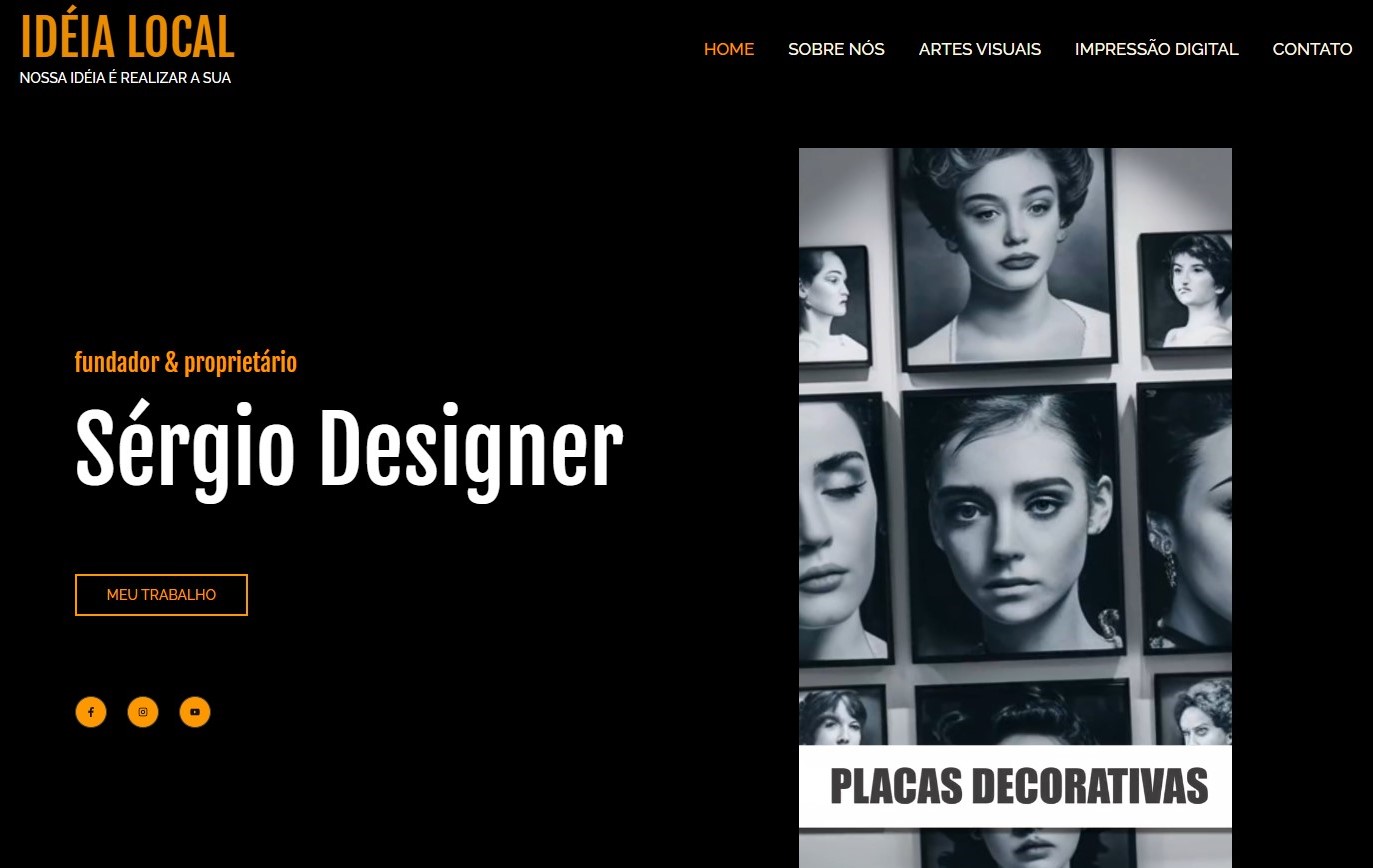 IDÉIA LOCAL
NOSSA IDÉIA É REALIZAR A SUA
HOME SOBRE NÓS ARTES VISUAIS IMPRESSÃO DIGITAL CONTATO
fundador & proprietário
Sérgio Designer
MEU TRABALHO
PLACAS DECORATIVAS